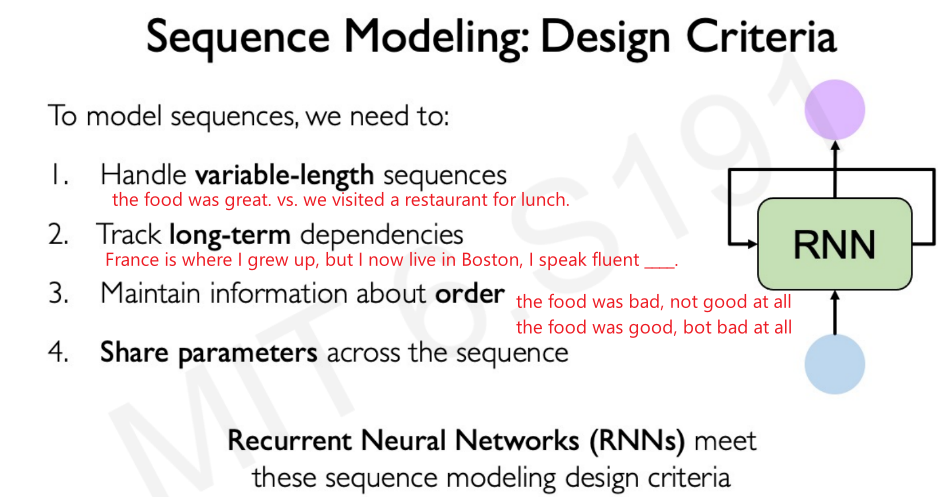 Sequence Modeling: Design Criteria
To model sequences, we need to:
1. Handle variable-length sequences
the food was great. vs. we visited a restaurant for lunch.
2. Track long-term dependencies
France is where I grew up, but I now live in Boston, I speak fluent ____.
3. Maintain information about order
the food was bad, not good at all
the food was good, bot bad at all
4. Share parameters across the sequence
RNN
Recurrent Neural Networks (RNNs) meet
these sequence modeling design criteria
MIT 6.S191